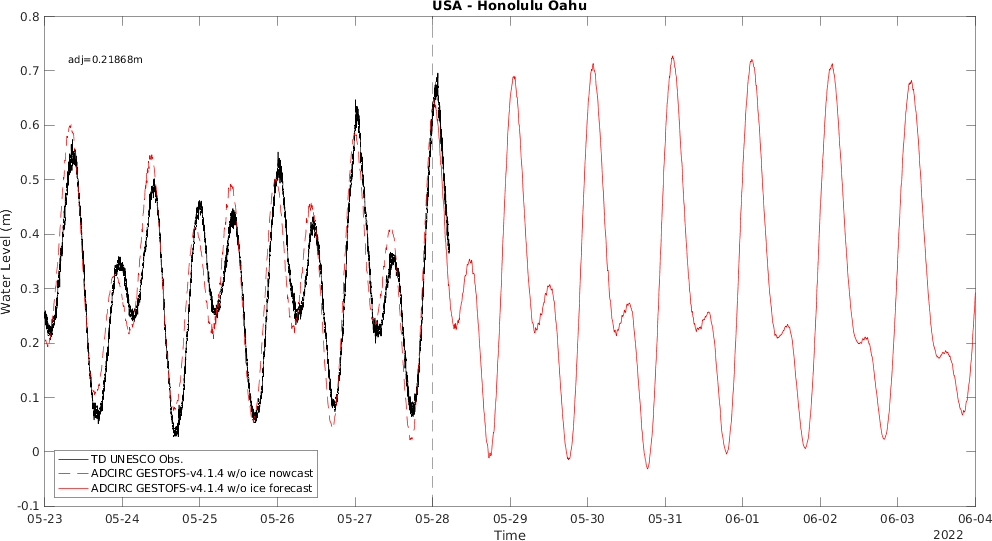 USA - Honolulu Oahu
adj=0.21868m
Water Level (m)
0.8
0.7
0.6
0.5
0.4
0.3
0.2
0.1
0
-0.1
TD UNESCO Obs.
ADCIRC GESTOFS-v4.1.4 w/o ice nowcast
ADCIRC GESTOFS-v4.1.4 w/o ice forecast
05-23 05-24 05-25 05-26 05-27 05-28 05-29 05-30 05-31 06-01 06-02 06-03 06-04
Time
2022